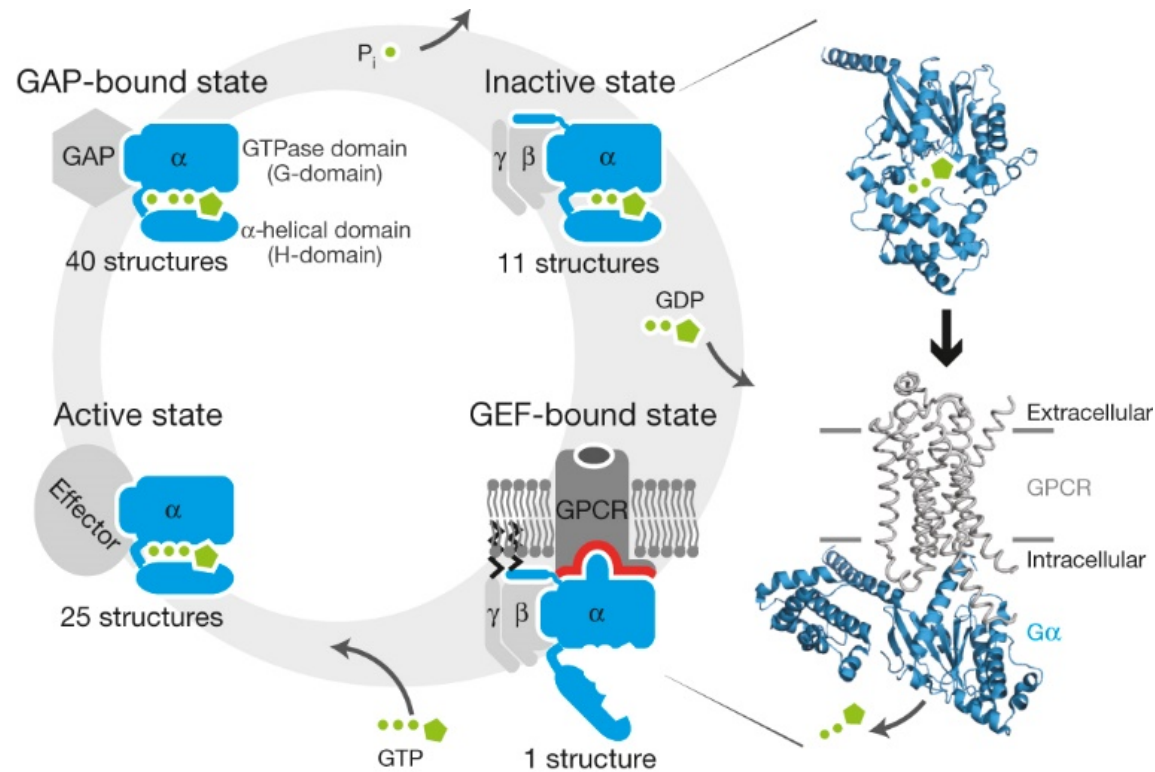 P_i
GAP-bound state
GAP
α
GTPase domain
(G-domain)
α-helical domain
(H-domain)
40 structures
Inactive state
γ
β
α
11 structures
GDP
Active state
Effector
α
25 structures
GEF-bound state
GPCR
γ
β
α
1 structure
GTP
Extracellular
GPCR
Intracellular
Gα